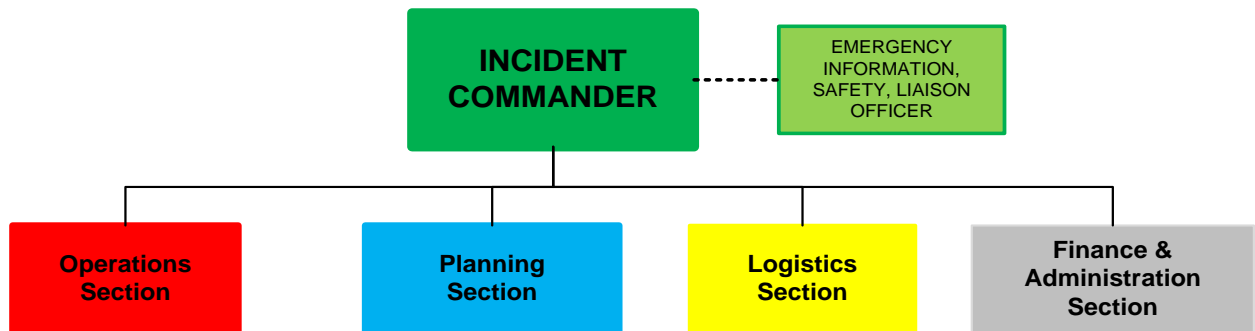 INCIDENT
COMMANDER
EMERGENCY
INFORMATION,
SAFETY, LIAISON
OFFICER
Operations
Section
Planning
Section
Logistics
Section
Finance &
Administration
Section